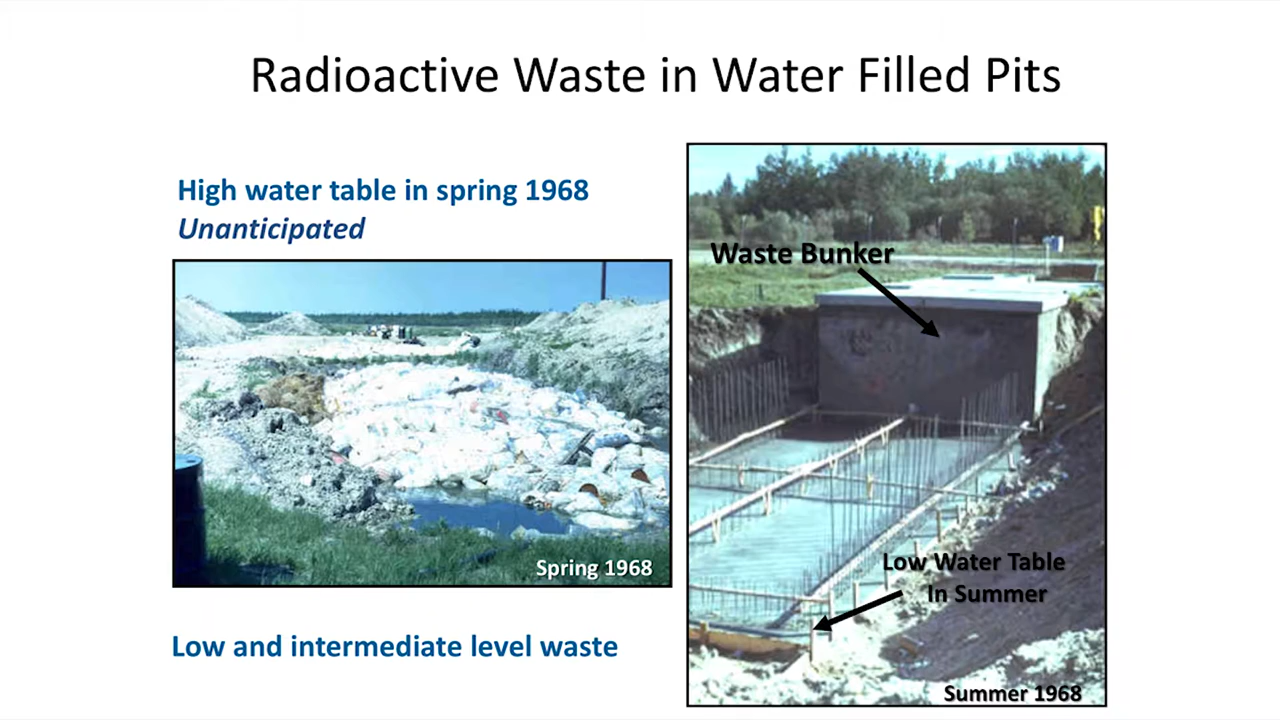 Radioactive Waste in Water Filled Pits
High water table in spring 1968
Unanticipated
Spring 1968
Low and intermediate level waste
Waste Bunker
Low Water Table
In Summer
Summer 1968